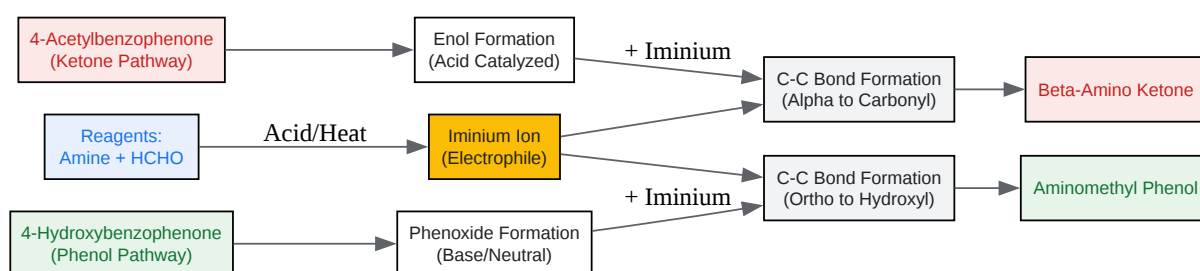 4-Acetylbenzophenone
(Ketone Pathway)
Enol Formation
(Acid Catalyzed)
+ Iminium
C-C Bond Formation
(Alpha to Carbonyl)
Beta-Amino Ketone
Reagents:
Amine + HCHO
Acid/Heat
Iminium Ion
(Electrophile)
C-C Bond Formation
(Ortho to Hydroxyl)
Aminomethyl Phenol
+ Iminium
4-Hydroxybenzophenone
(Phenol Pathway)
Phenoxide Formation
(Base/Neutral)